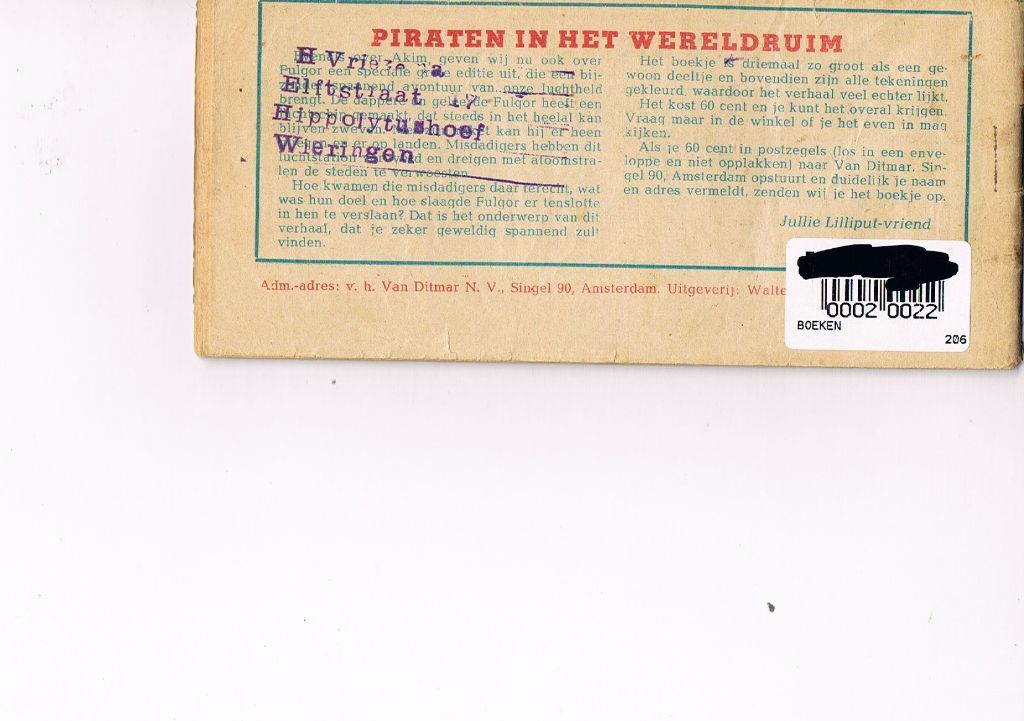 PIRATEN IN HET WERELDRUIM
over Akim, geven wij nu ook over
Fulgor een speciale editie uit, die een bij-
avontuur van onze luchtheld
brengt. De dappere Fulgor heeft een
gemaakt, dat steeds in het heelal kan
blijven zweven. kan hij er heen
en er op landen. Misdadigers hebben dit
luchtstation en dreigen met atoomstra-
len de steden te verwoesten.
Hoe kwamen die misdadigers daar terecht, wat
was hun doel en hoe slaagde Fulgor er tenslotte
in hen te verslaan? Dat is het onderwerp van dit
verhaal, dat je zeker geweldig spannend zult
vinden.
H Vrie
Elftstraat 17
Hippolytushoef
Wieringen
Het boekje is driemaal zo groot als een ge-
woon deeltje en bovendien zijn alle tekeningen
gekleurd, waardoor het verhaal veel echter lijkt.
Het kost 60 cent en je kunt het overal krijgen.
Vraag maar in de winkel of je het even in mag
kijken.
Als je 60 cent in postzegels (los in een enve-
loppe en niet opplakken) naar Van Ditmar, Sin-
gel 90, Amsterdam opstuurt en duidelijk je naam
en adres vermeldt, zenden wij je het boekje op.
Jullie Lilliput-vriend
Adm.-adres: v. h. Van Ditmar N. V., Singel 90, Amsterdam. Uitgeverij: Walte
0002 0022
BOEKEN
206